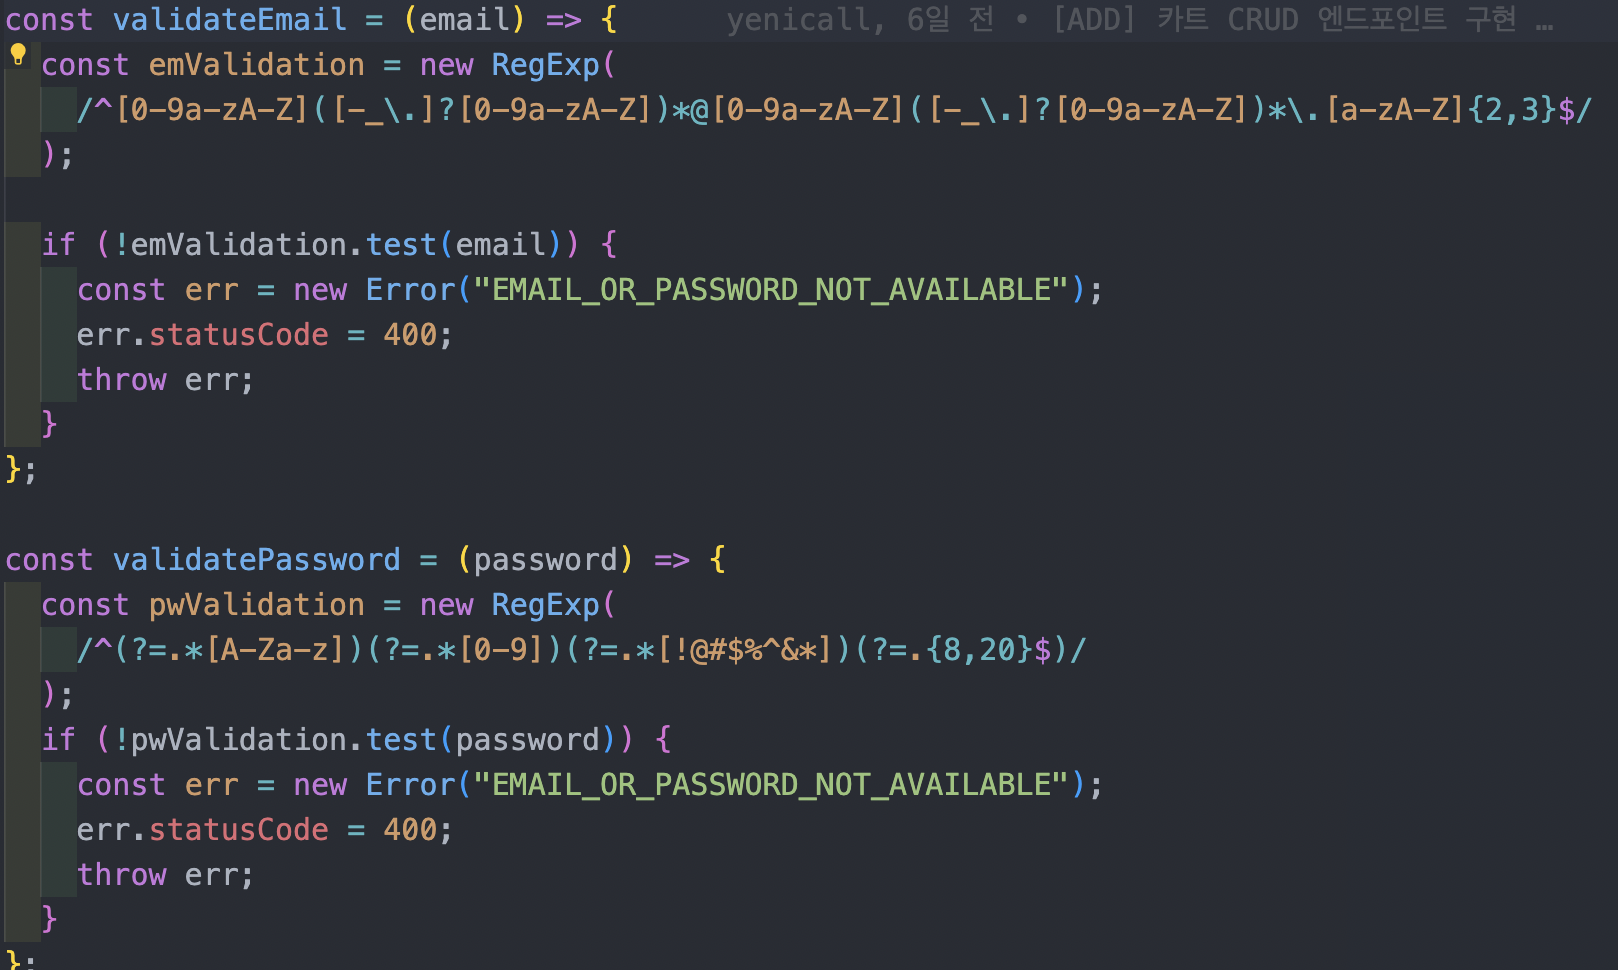 const validateEmail = (email) => {     yenicall, 6일 전 • [ADD] 카트 CRUD 엔드포인트 구현 …
  const emValidation = new RegExp(
    /^[0-9a-zA-Z]([-_\.]?[0-9a-zA-Z])*@[0-9a-zA-Z]([-_\.]?[0-9a-zA-Z])*\.[a-zA-Z]{2,3}$/
  );

  if (!emValidation.test(email)) {
    const err = new Error("EMAIL_OR_PASSWORD_NOT_AVAILABLE");
    err.statusCode = 400;
    throw err;
  }
};

const validatePassword = (password) => {
  const pwValidation = new RegExp(
    /^(?=.*[A-Za-z])(?=.*[0-9])(?=.*[!@#$%^&*])(?=.{8,20}$)/
  );
  if (!pwValidation.test(password)) {
    const err = new Error("EMAIL_OR_PASSWORD_NOT_AVAILABLE");
    err.statusCode = 400;
    throw err;
  }
};